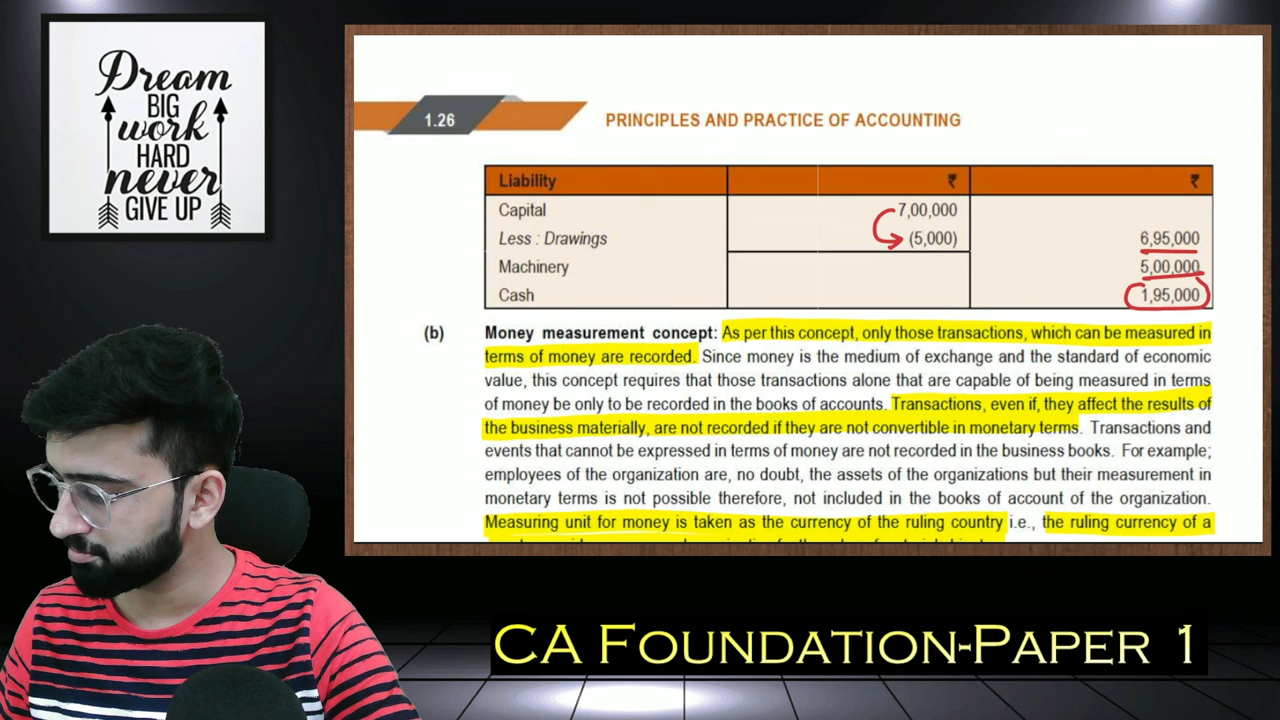 Dream
BIG
work
HARD
never
GIVE UP
1.26 PRINCIPLES AND PRACTICE OF ACCOUNTING
Liability ₹ ₹
Capital 7,00,000
Less : Drawings (5,000) 6,95,000
Machinery 5,00,000
Cash 1,95,000
(b) Money measurement concept: As per this concept, only those transactions, which can be measured in
terms of money are recorded. Since money is the medium of exchange and the standard of economic
value, this concept requires that those transactions alone that are capable of being measured in terms
of money be only to be recorded in the books of accounts. Transactions, even if, they affect the results of
the business materially, are not recorded if they are not convertible in monetary terms. Transactions and
events that cannot be expressed in terms of money are not recorded in the business books. For example;
employees of the organization are, no doubt, the assets of the organizations but their measurement in
monetary terms is not possible therefore, not included in the books of account of the organization.
Measuring unit for money is taken as the currency of the ruling country i.e., the ruling currency of a
CA FOUNDATION-PAPER 1